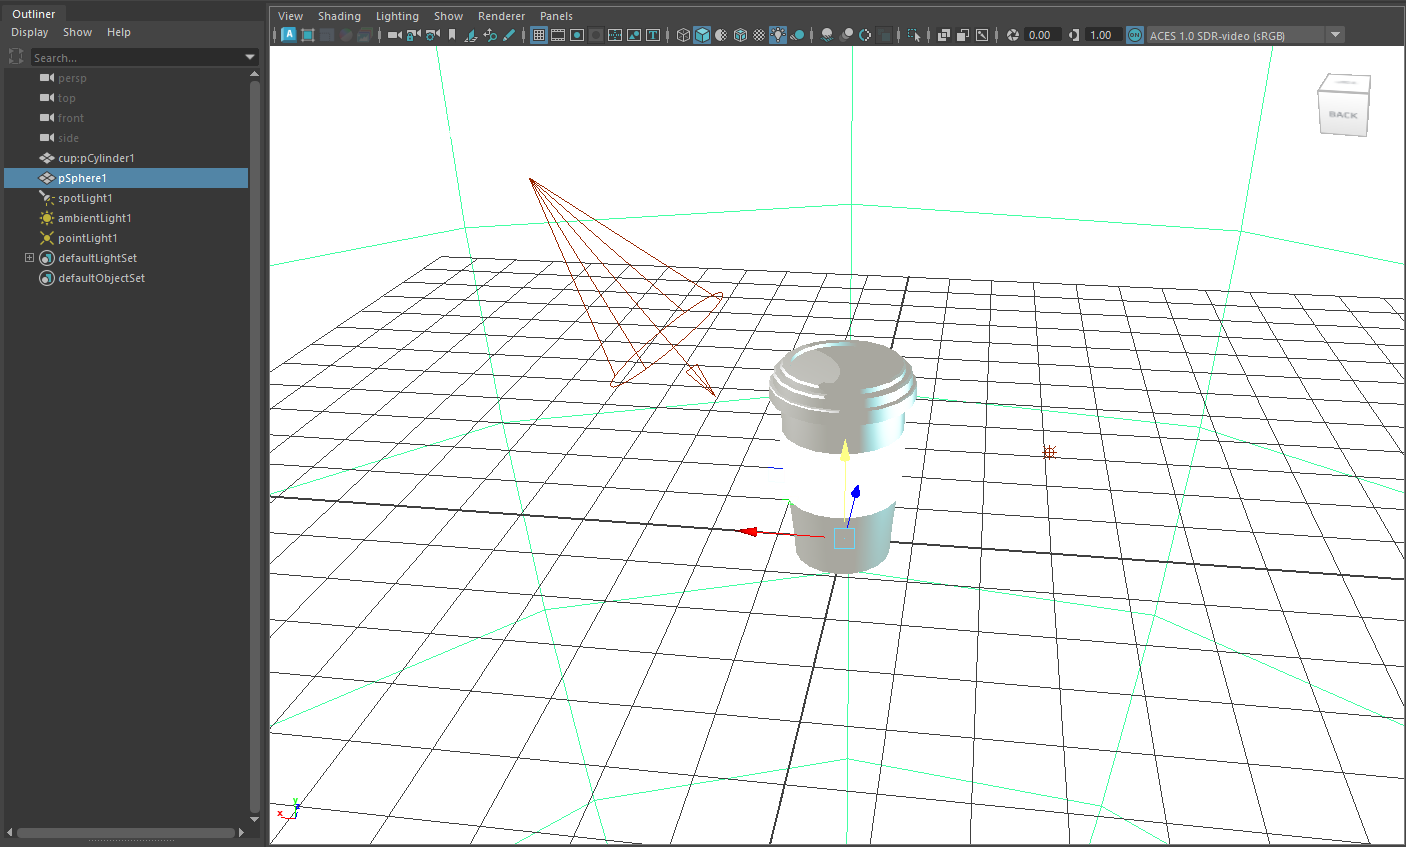 Outliner
Display Show Help
Search...
persp
top
front
side
cup:pCylinder1
pSphere1
spotLight1
ambientLight1
pointLight1
defaultLightSet
defaultObjectSet
View Shading Lighting Show Renderer Panels
0.00 1.00 ON ACES 1.0 SDR-video (sRGB)
BACK
y
z
x